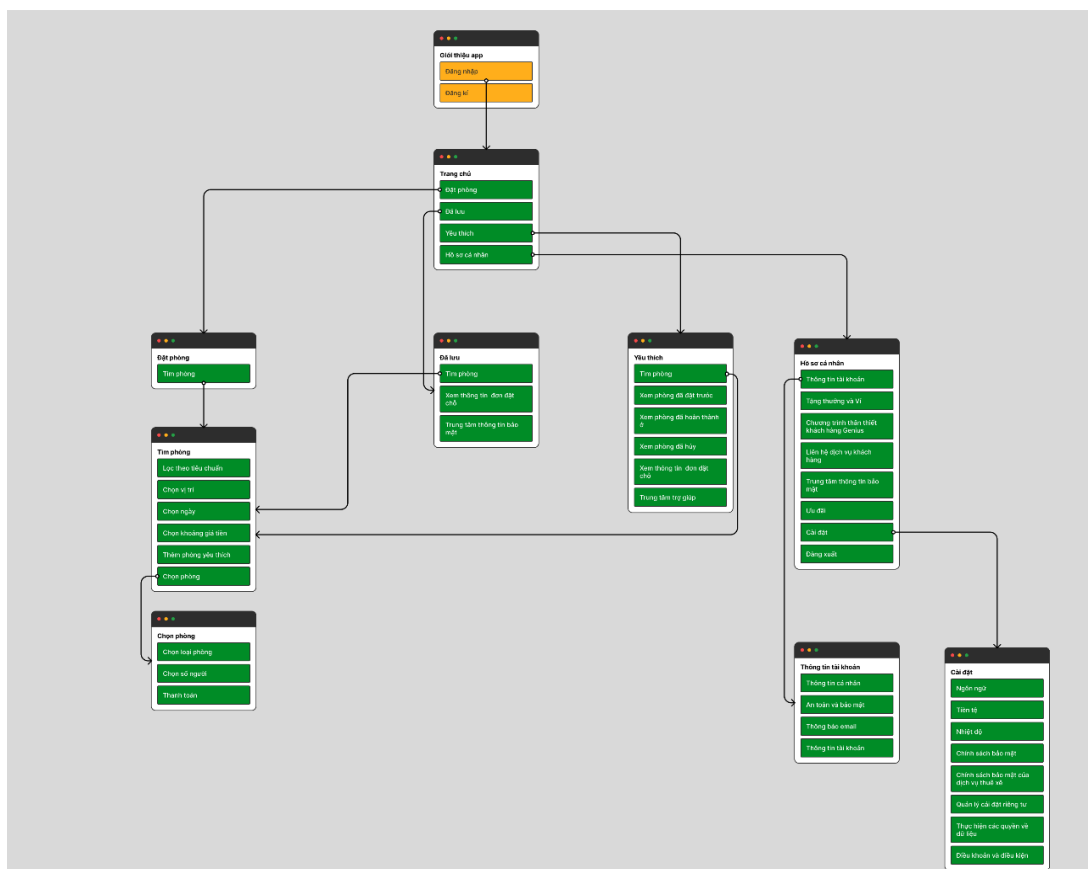 Giới thiệu app
Đăng nhập
Đăng kí
Trang chủ
Đặt phòng
Đã lưu
Yêu thích
Hồ sơ cá nhân
Đặt phòng
Tìm phòng
Đã lưu
Tìm phòng
Xem thông tin đơn đặt
chỗ
Trung tâm thông tin bảo
mật
Yêu thích
Tìm phòng
Xem phòng đã đặt trước
Xem phòng đã hoàn thành
ở
Xem phòng đã hủy
Xem thông tin đơn đặt
chỗ
Trung tâm trợ giúp
Hồ sơ cá nhân
Thông tin tài khoản
Tặng thưởng và Ví
Chương trình thân thiết
khách hàng Genius
Liên hệ dịch vụ khách
hàng
Trung tâm thông tin bảo
mật
Ưu đãi
Cài đặt
Đăng xuất
Tìm phòng
Lọc theo tiêu chuẩn
Chọn vị trí
Chọn ngày
Chọn khoảng giá tiền
Thêm phòng yêu thích
Chọn phòng
Chọn phòng
Chọn loại phòng
Chọn số người
Thanh toán
Thông tin tài khoản
Thông tin cá nhân
An toàn và bảo mật
Thông báo email
Thông tin tài khoản
Cài đặt
Ngôn ngữ
Tiền tệ
Nhiệt độ
Chính sách bảo mật
Chính sách bảo mật của
dịch vụ thuê xe
Quản lý cài đặt riêng tư
Thực hiện các quyền về
dữ liệu
Điều khoản và điều kiện